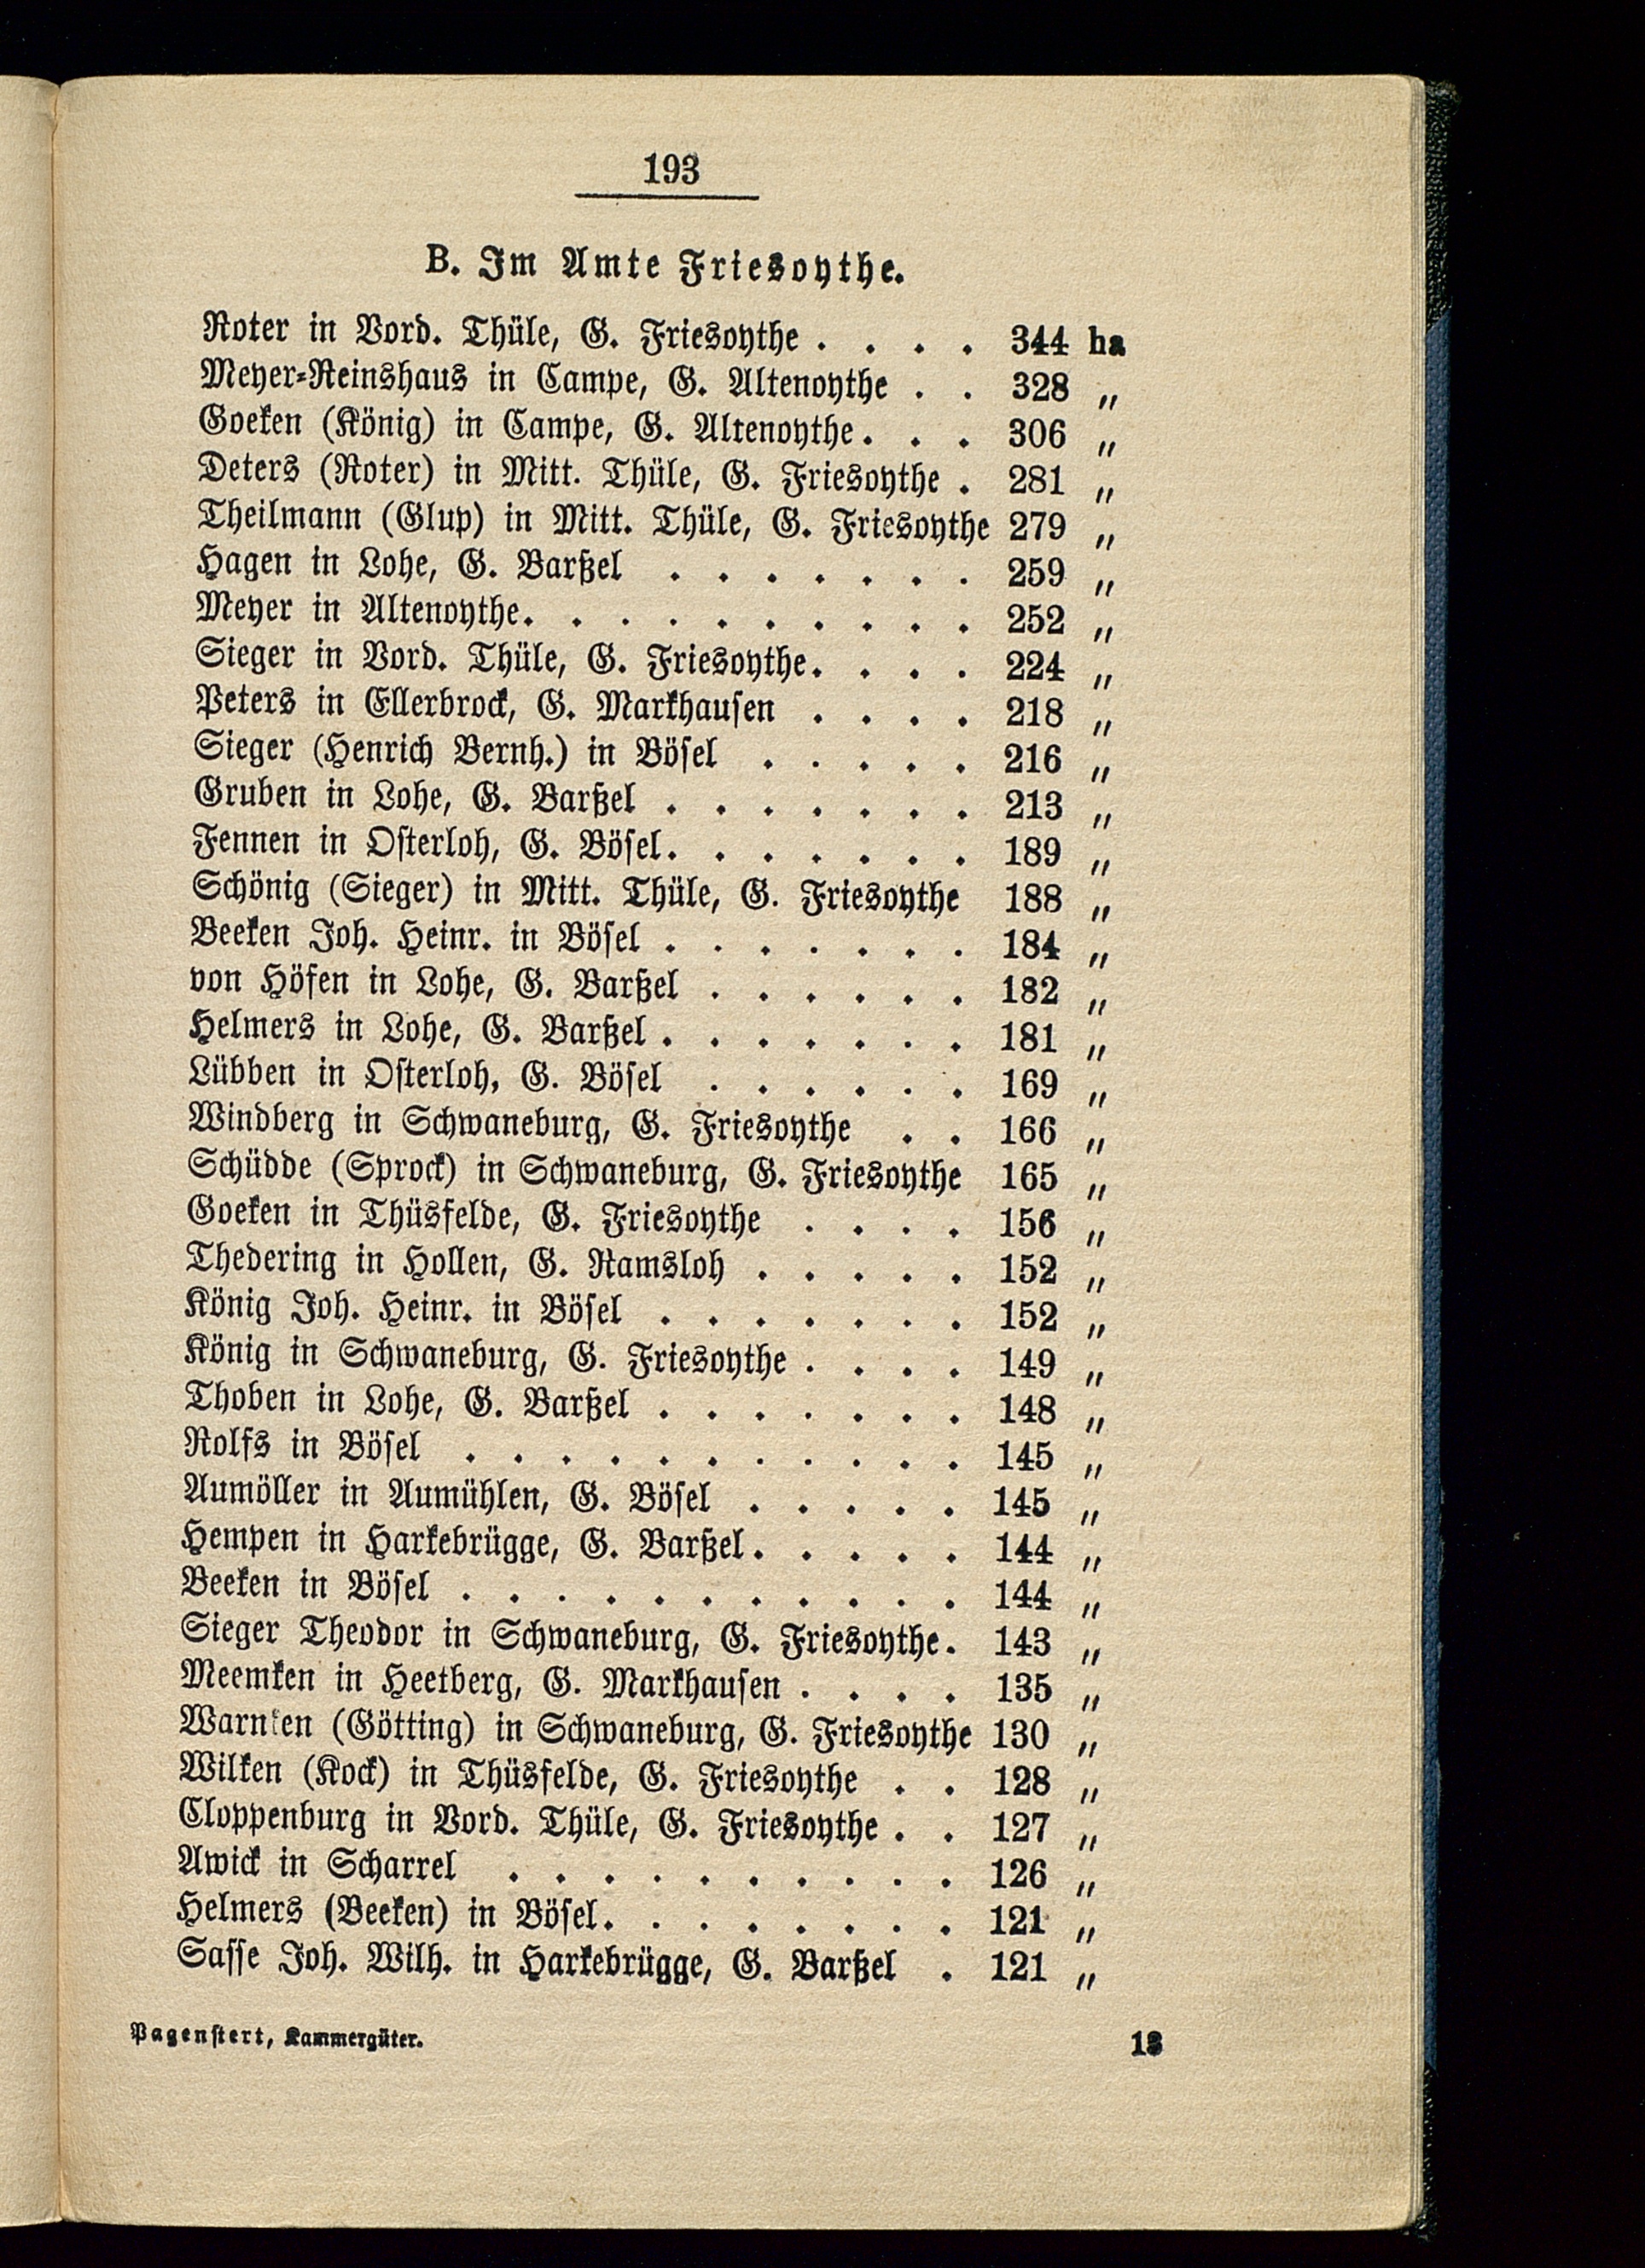 193
B. Im Amte Friesoythe.
Roter in Vord. Thüle, G. Friesoythe . . . . 344 ha
Meyer-Reinshaus in Campe, G. Altenoythe . . 328 „
Goeken (König) in Campe, G. Altenoythe. . . 306 „
Deters (Roter) in Mitt. Thüle, G. Friesoythe . 281 „
Theilmann (Glup) in Mitt. Thüle, G. Friesoythe 279 „
Hagen in Lohe, G. Barßel . . . . . . . 259 „
Meyer in Altenoythe. . . . . . . . . . 252 „
Sieger in Vord. Thüle, G. Friesoythe. . . . 224 „
Peters in Ellerbrock, G. Markhausen . . . . 218 „
Sieger (Henrich Bernh.) in Bösel . . . . . 216 „
Gruben in Lohe, G. Barßel . . . . . . . 213 „
Fennen in Osterloh, G. Bösel. . . . . . . 189 „
Schönig (Sieger) in Mitt. Thüle, G. Friesoythe 188 „
Beeken Joh. Heinr. in Bösel . . . . . . . 184 „
von Höfen in Lohe, G. Barßel . . . . . . 182 „
Helmers in Lohe, G. Barßel . . . . . . . 181 „
Lübben in Osterloh, G. Bösel . . . . . . 169 „
Windberg in Schwaneburg, G. Friesoythe . . 166 „
Schüdde (Sprock) in Schwaneburg, G. Friesoythe 165 „
Goeken in Thüsfelde, G. Friesoythe . . . . 156 „
Thedering in Hollen, G. Ramsloh . . . . . 152 „
König Joh. Heinr. in Bösel . . . . . . . 152 „
König in Schwaneburg, G. Friesoythe . . . . 149 „
Thoben in Lohe, G. Barßel . . . . . . . 148 „
Rolfs in Bösel . . . . . . . . . . . 145 „
Aumöller in Aumühlen, G. Bösel . . . . . 145 „
Hempen in Harkebrügge, G. Barßel. . . . . 144 „
Beeken in Bösel . . . . . . . . . . . 144 „
Sieger Theodor in Schwaneburg, G. Friesoythe. 143 „
Meemken in Heetberg, G. Markhausen . . . . 135 „
Warnken (Götting) in Schwaneburg, G. Friesoythe 130 „
Wilken (Kock) in Thüsfelde, G. Friesoythe . . 128 „
Cloppenburg in Vord. Thüle, G. Friesoythe . . 127 „
Awick in Scharrel . . . . . . . . . . 126 „
Helmers (Beeken) in Bösel. . . . . . . . 121 „
Sasse Joh. Wilh. in Harkebrügge, G. Barßel . 121 „
Pagenstert, Kammergüter. 13